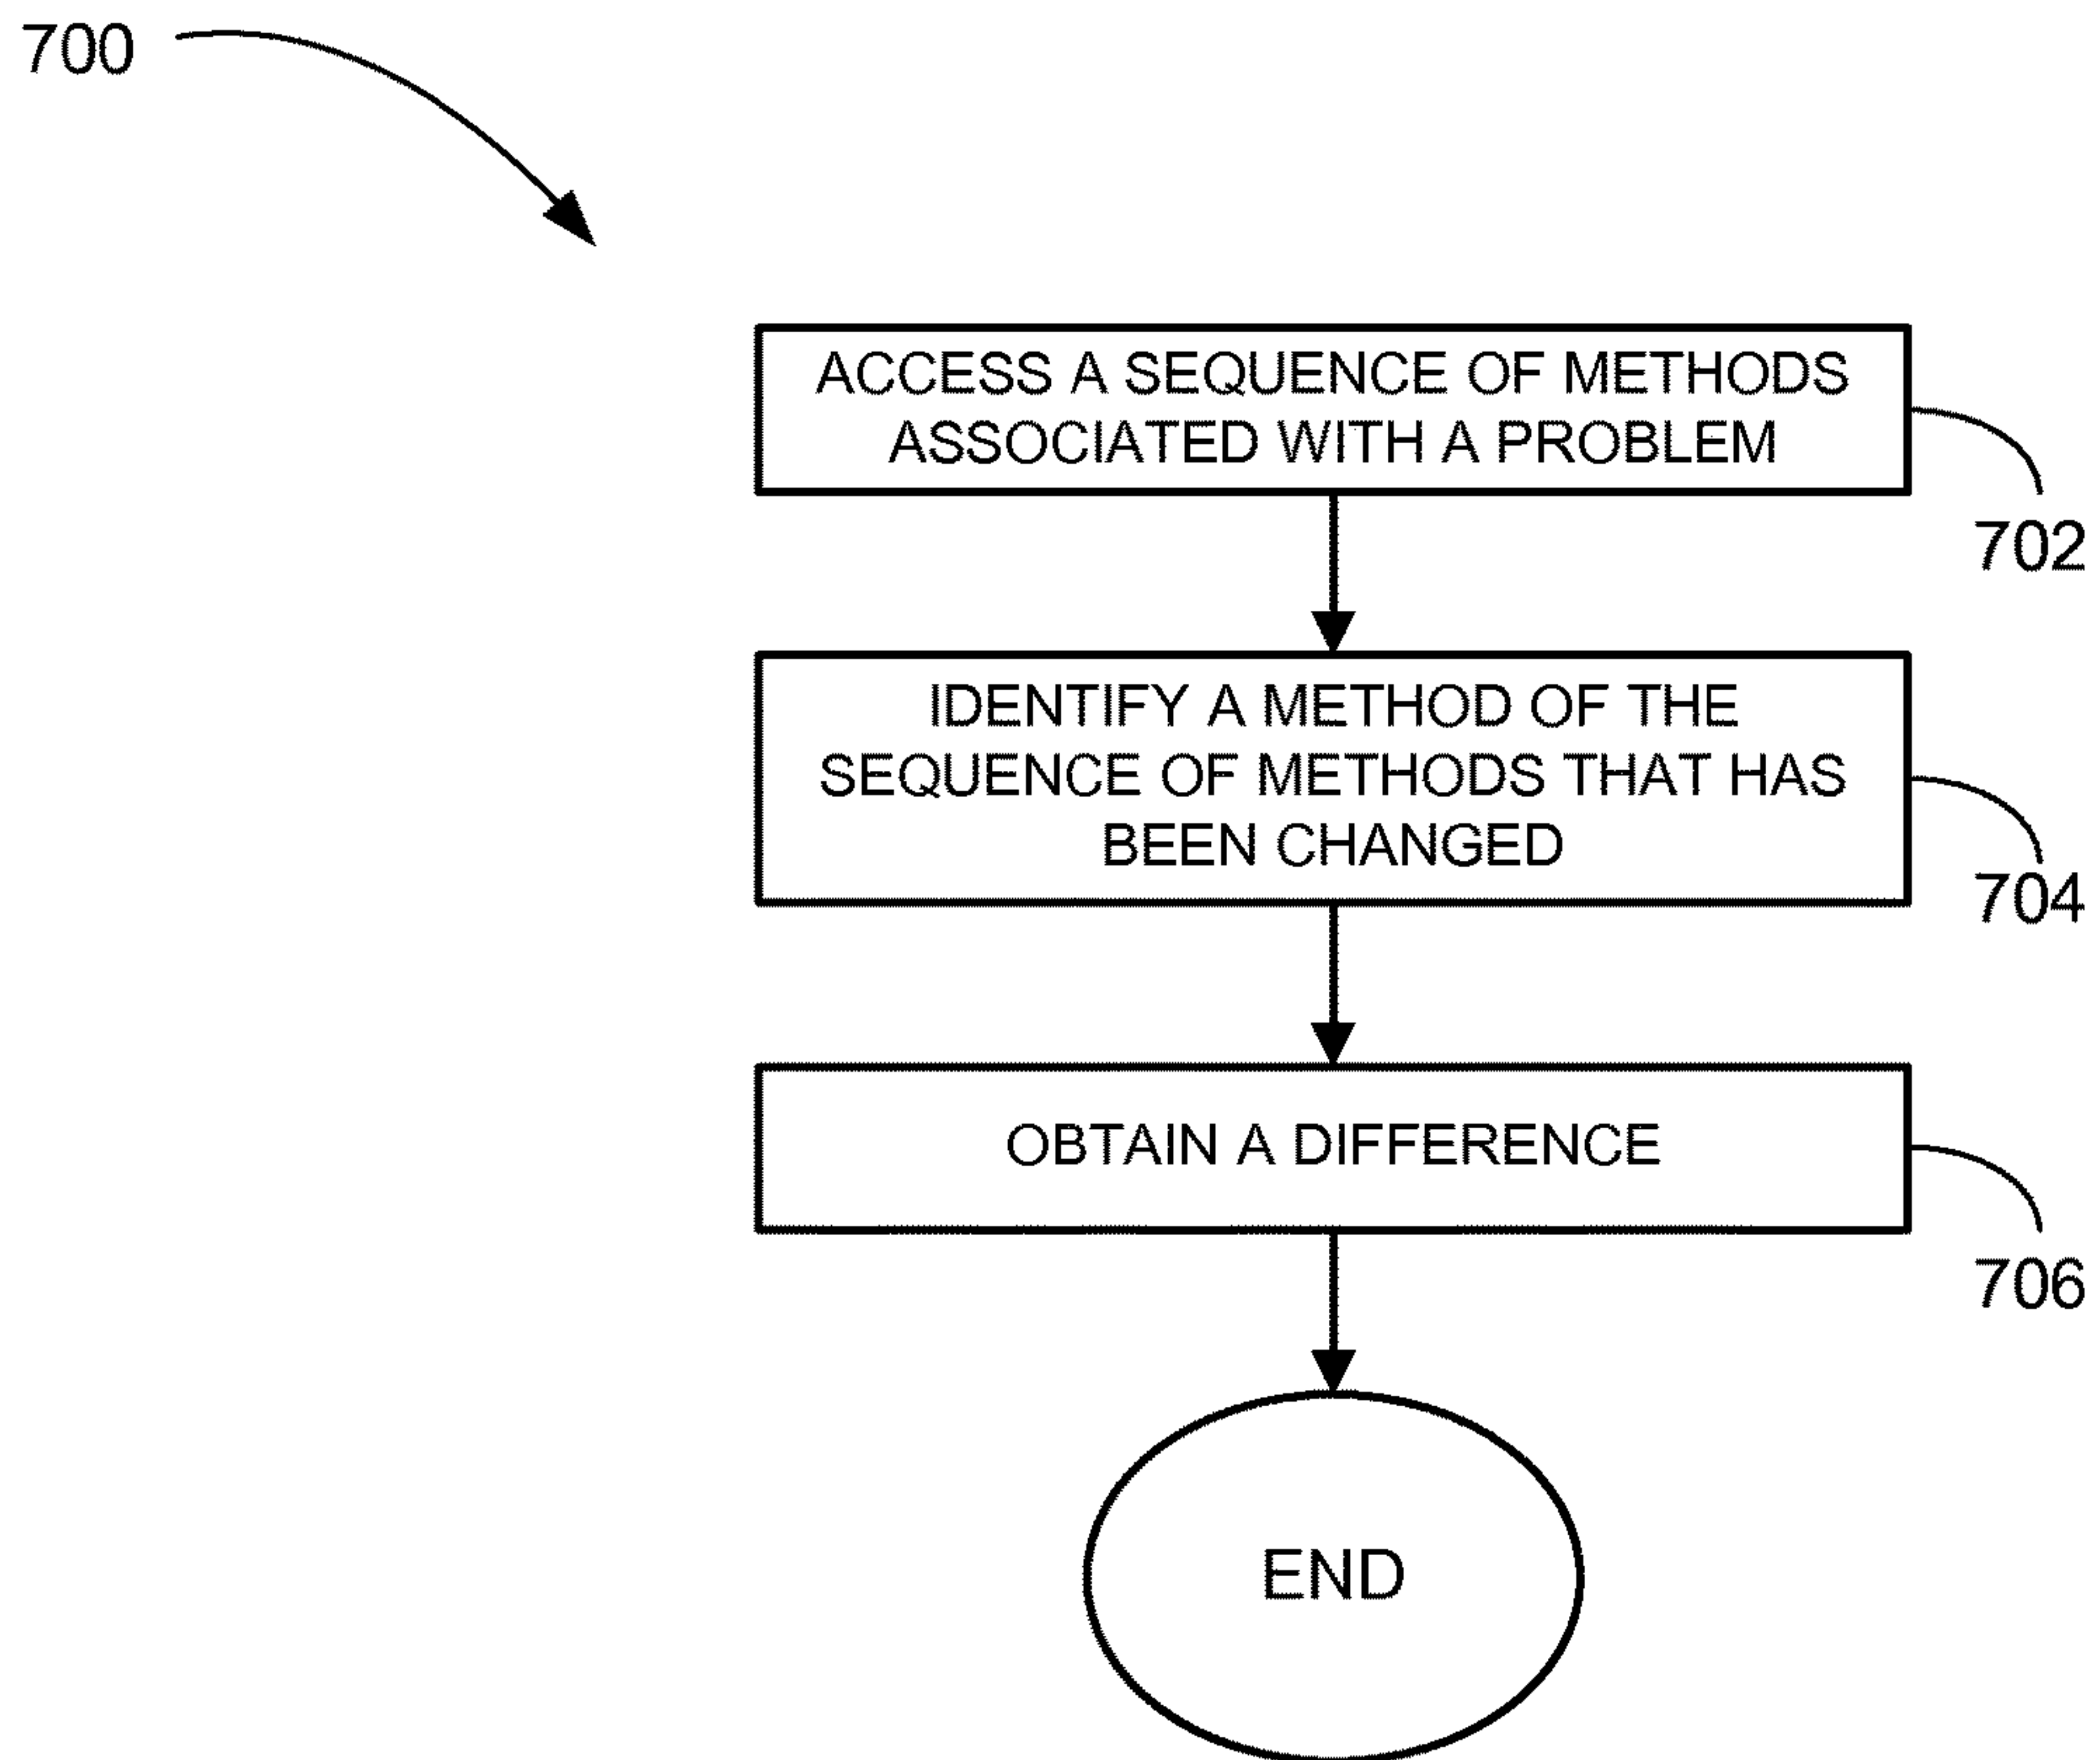 700
ACCESS A SEQUENCE OF METHODS
ASSOCIATED WITH A PROBLEM
702
IDENTIFY A METHOD OF THE
SEQUENCE OF METHODS THAT HAS
BEEN CHANGED
704
OBTAIN A DIFFERENCE
706
END